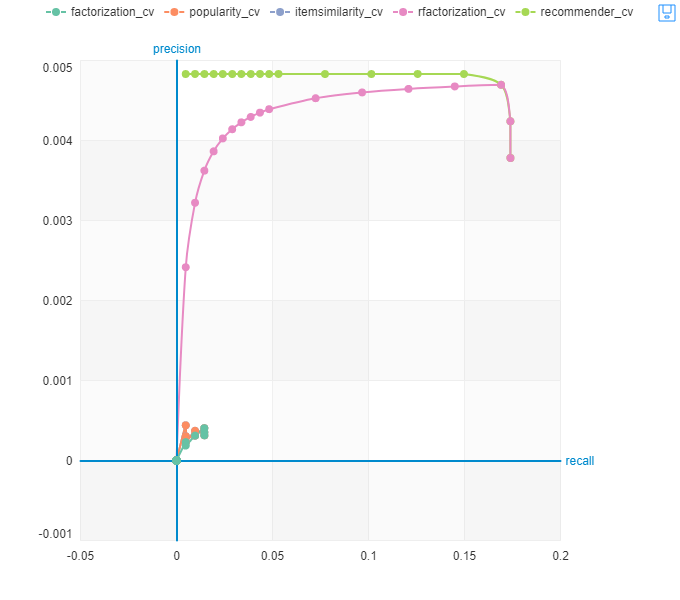 factorization_cv popularity_cv itemsimilarity_cv rfactorization_cv recommender_cv
precision
0.005
0.004
0.003
0.002
0.001
0
recall
-0.001
-0.05 0 0.05 0.1 0.15 0.2